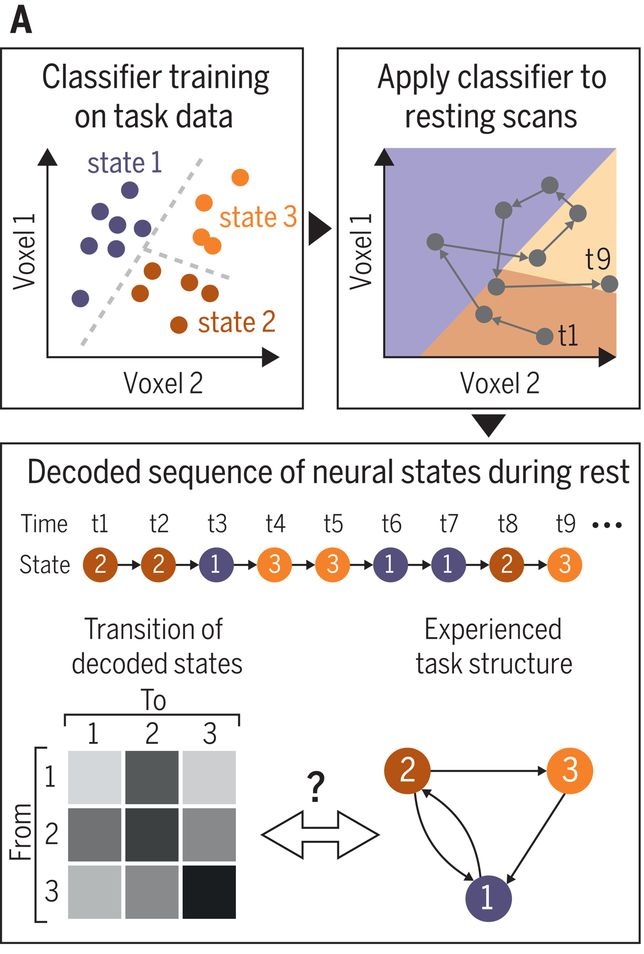 A
Classifier training
on task data
state 1
state 3
state 2
Voxel 1
Voxel 2
Apply classifier to
resting scans
Voxel 1
t9
t1
Voxel 2
Decoded sequence of neural states during rest
Time t1 t2 t3 t4 t5 t6 t7 t8 t9 •••
State 2 2 1 3 3 1 1 2 3
Transition of
decoded states
To
1 2 3
From
1
2
3
?
Experienced
task structure
2 3
1